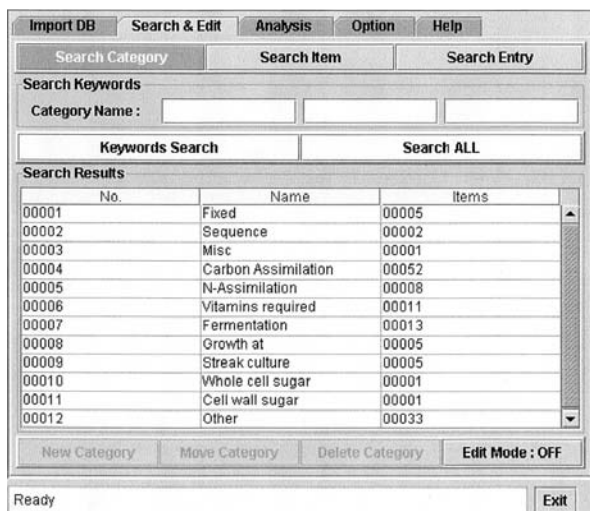 Import DB Search & Edit Analysis Option Help
Search Category Search Item Search Entry
Search Keywords
Category Name :
Keywords Search Search ALL
Search Results
No. Name Items
00001 Fixed 00005
00002 Sequence 00002
00003 Misc 00001
00004 Carbon Assimilation 00052
00005 N-Assimilation 00008
00006 Vitamins required 00011
00007 Fermentation 00013
00008 Growth at 00005
00009 Streak culture 00005
00010 Whole cell sugar 00001
00011 Cell wall sugar 00001
00012 Other 00033
New Category Move Category Delete Category Edit Mode : OFF
Ready Exit